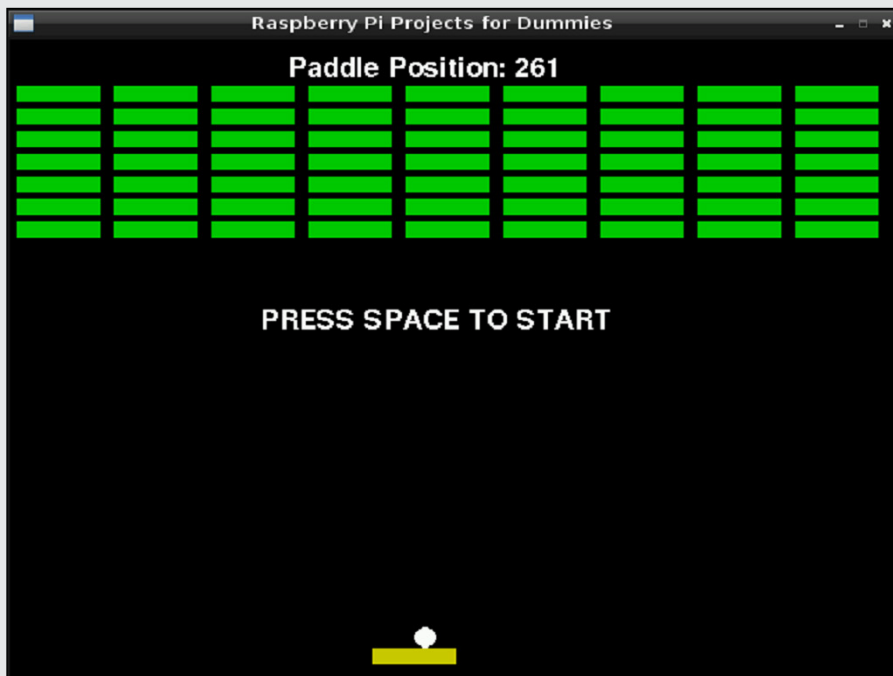 Raspberry Pi Projects for Dummies
Paddle Position: 261
PRESS SPACE TO START